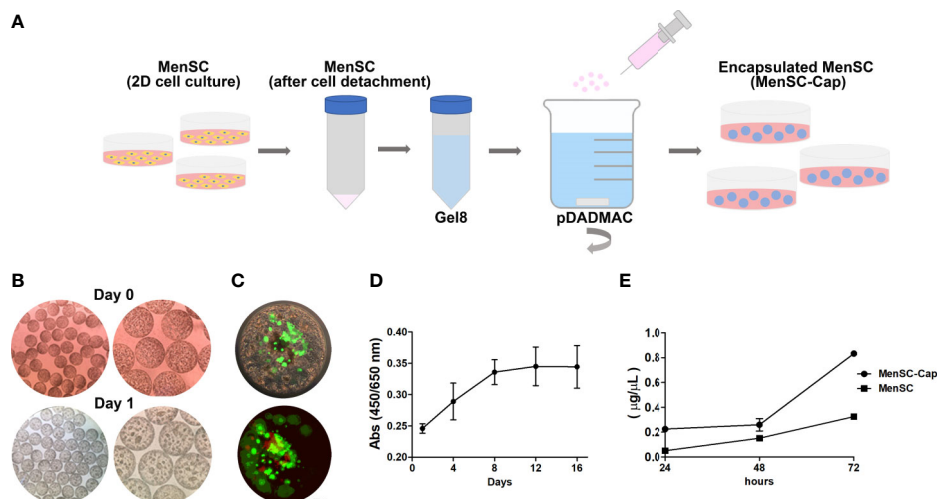 A
MenSC
(2D cell culture)
MenSC
(after cell detachment)
Encapsulated MenSC
(MenSC-Cap)
Gel8
pDADMAC
B
Day 0
Day 1
C
D
Abs (450/650 nm)
0.40
0.35
0.30
0.25
0.20
4
8
12
16
Days
E
( µg/µL)
1.0
0.8
0.6
0.4
0.2
0.0
24
48
72
hours
MenSC-Cap
MenSC